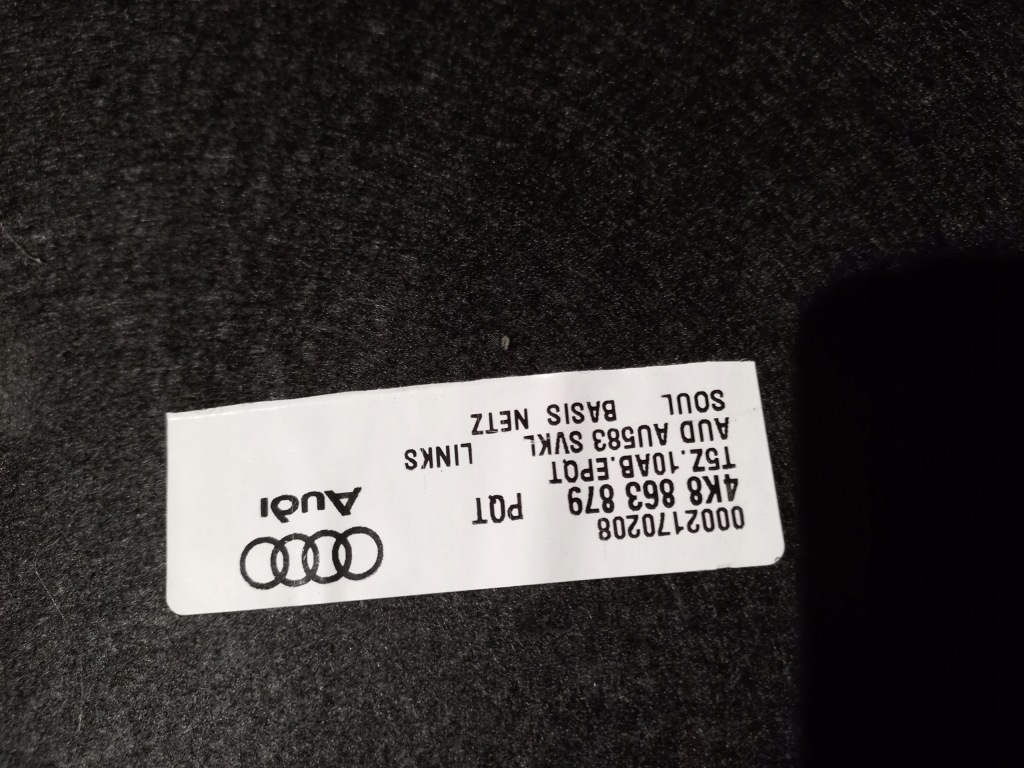 0002170208
4K8 863 879 PQT
T5Z.10AB.EPQT
AUD AU583 SVKL LINKS
SOUL BASIS NETZ
Audi